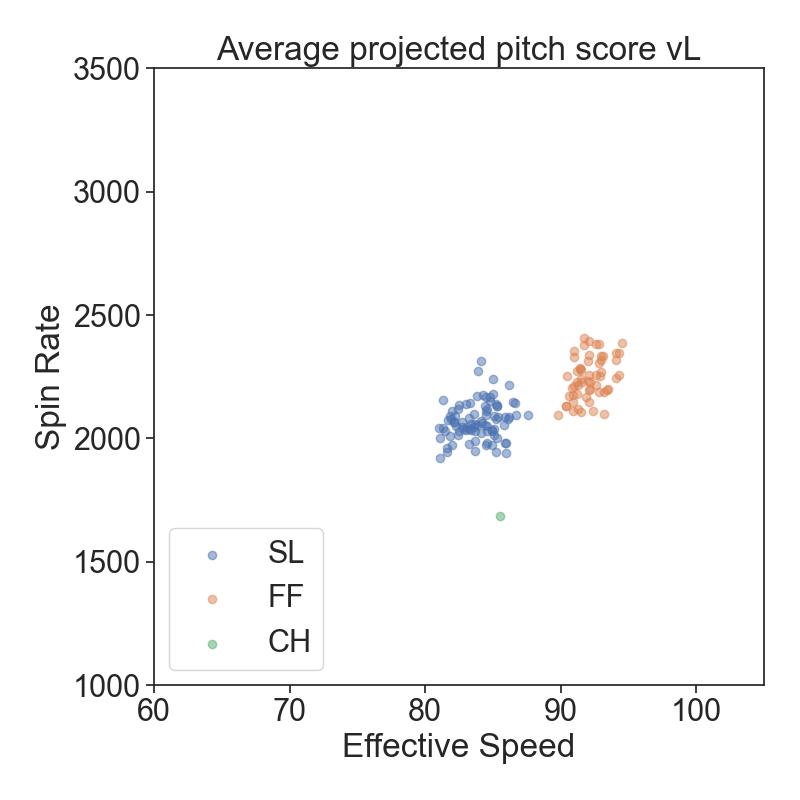 Average projected pitch score vL
3500
3000
2500
2000
1500
1000
Spin Rate
SL
FF
CH
60 70 80 90 100
Effective Speed